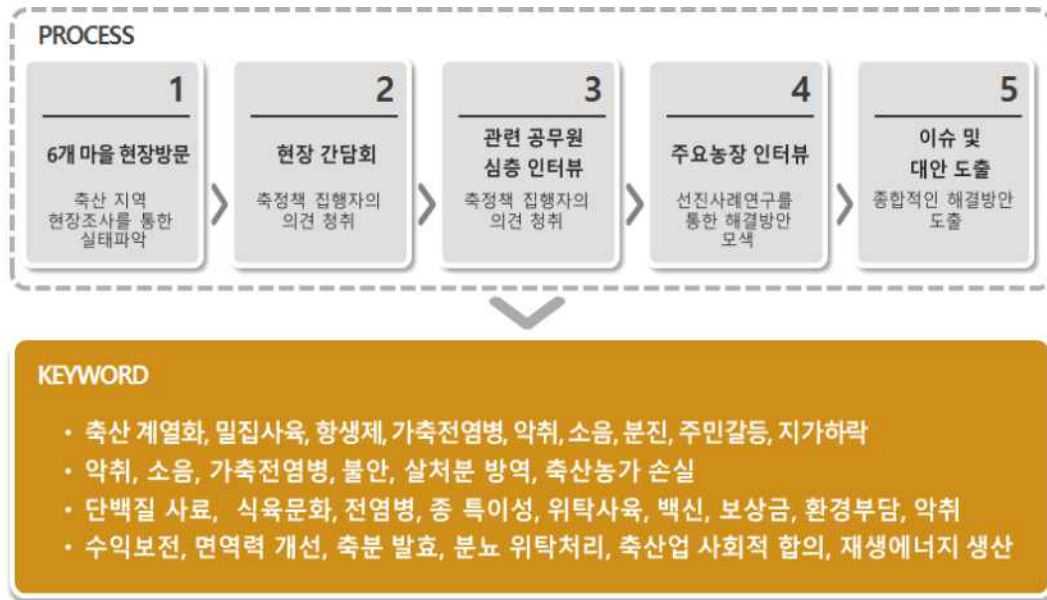 PROCESS
1
6개 마을 현장방문
축산 지역
현장조사를 통한
실태파악
2
현장 간담회
축정책 집행자의
의견 청취
3
관련 공무원
심층 인터뷰
축정책 집행자의
의견 청취
4
주요농장 인터뷰
선진사례연구를
통한 해결방안
모색
5
이슈 및
대안 도출
종합적인 해결방안
도출
KEYWORD
• 축산 계열화, 밀집사육, 항생제, 가축전염병, 악취, 소음, 분진, 주민갈등, 지가하락
• 악취, 소음, 가축전염병, 불안, 살처분 방역, 축산농가 손실
• 단백질 사료, 식육문화, 전염병, 종 특이성, 위탁사육, 백신, 보상금, 환경부담, 악취
• 수익보전, 면역력 개선, 축분 발효, 분뇨 위탁처리, 축산업 사회적 합의, 재생에너지 생산